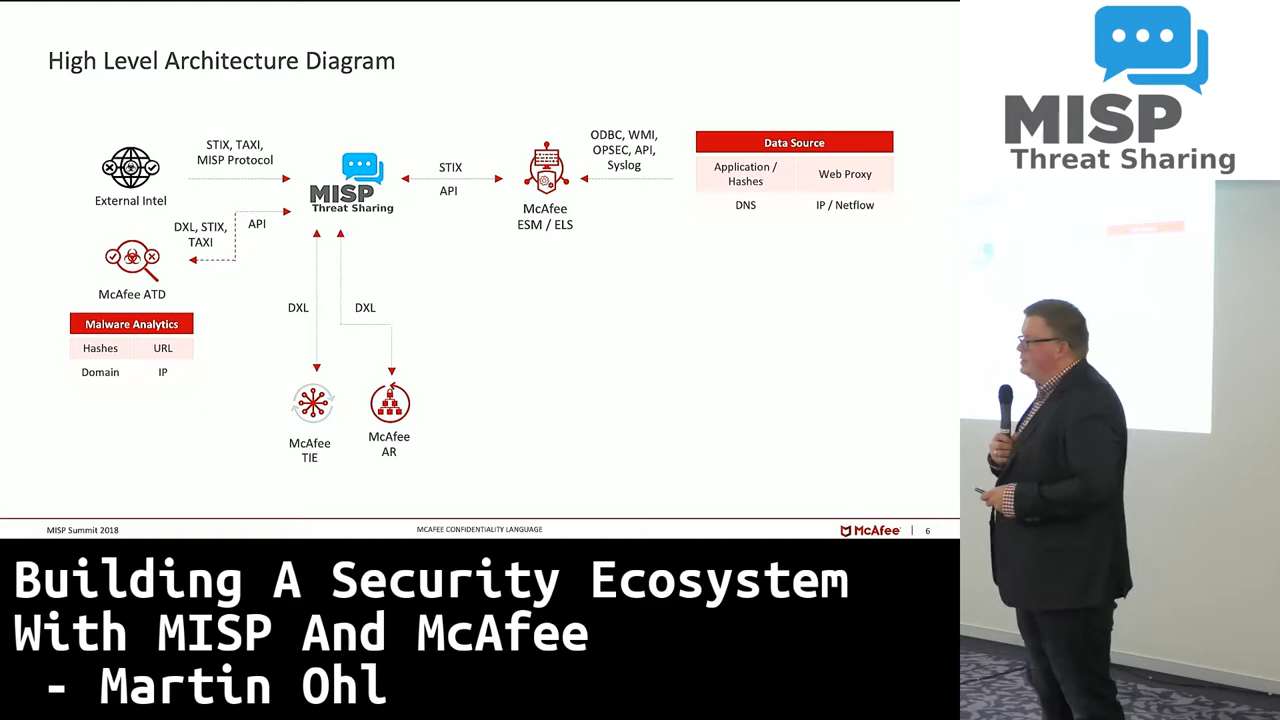 High Level Architecture Diagram
STIX, TAXI,
MISP Protocol
External Intel
DXL, STIX,
TAXI
API
McAfee ATD
Malware Analytics
Hashes URL
Domain IP
MISP
Threat Sharing
STIX
API
McAfee
ESM / ELS
ODBC, WMI,
OPSEC, API,
Syslog
Data Source
Application /
Hashes
Web Proxy
DNS
IP / Netflow
DXL
DXL
McAfee
TIE
McAfee
AR
MISP Summit 2018
MCAFEE CONFIDENTIALITY LANGUAGE
McAfee | 6
MISP
Threat Sharing
Building A Security Ecosystem
With MISP And McAfee
- Martin Ohl